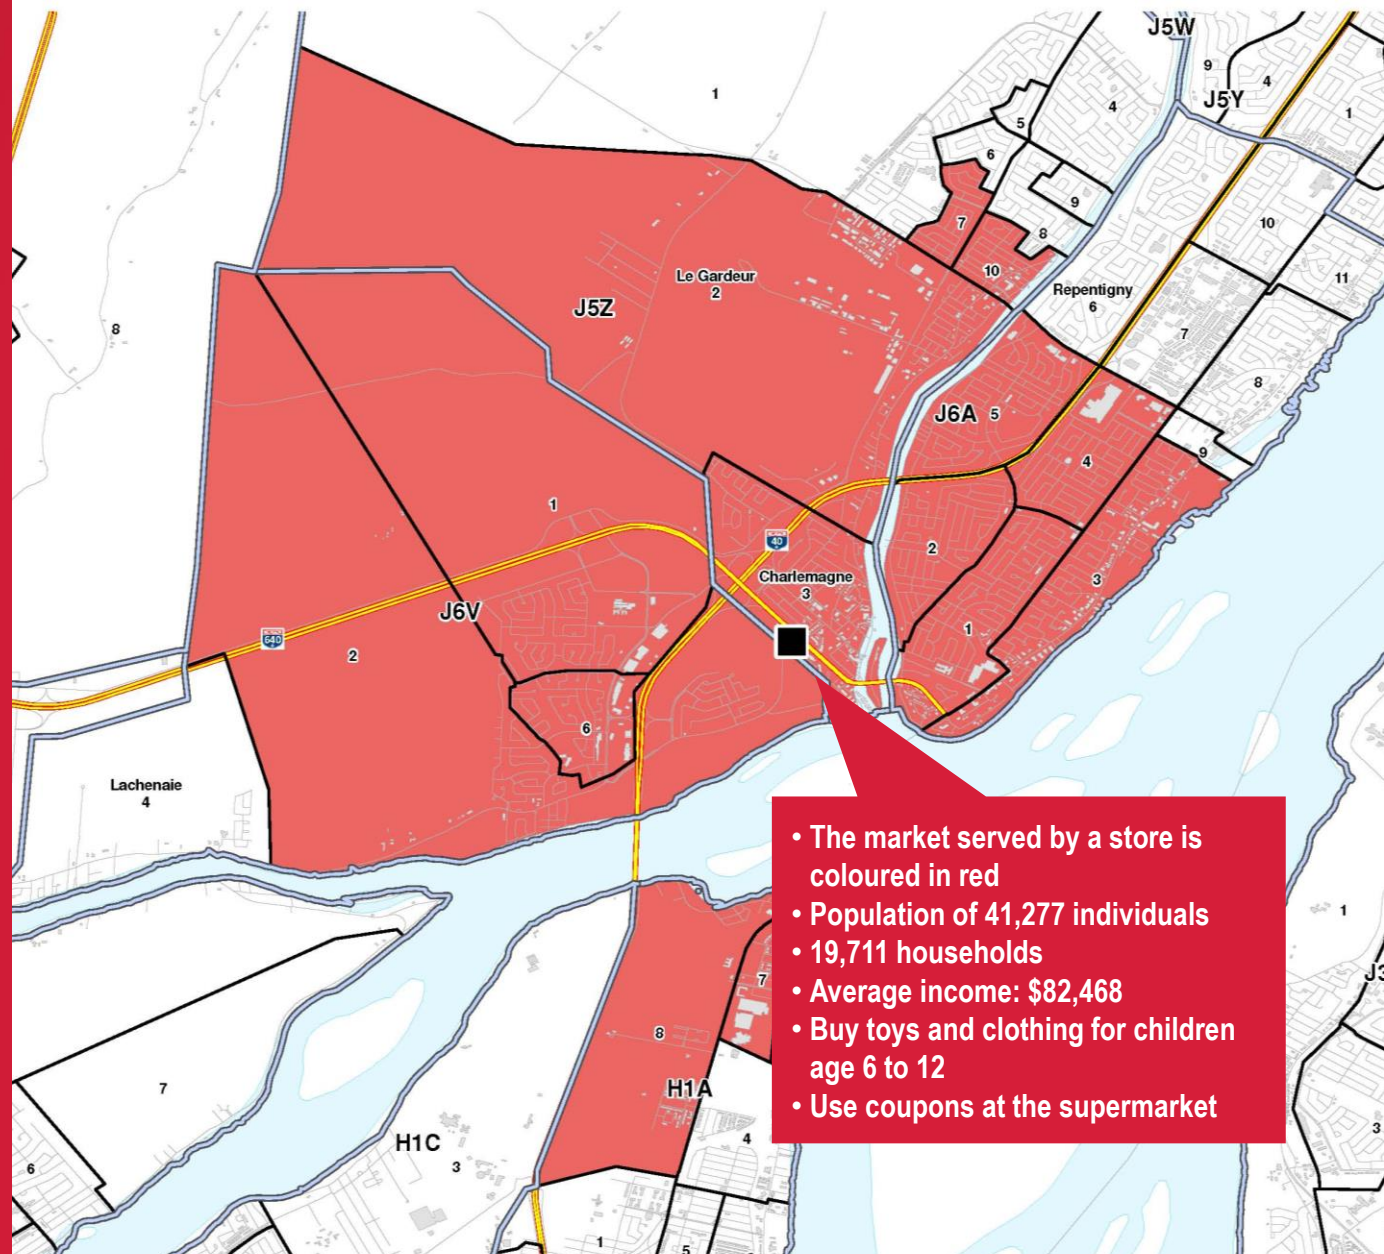 J5W
9
4
J5Y
1
4
1
5
6
9
10
7
8
11
10
Le Gardeur
2
J5Z
Repentigny
6
8
7
8
J6A 5
9
4
1
40
2
Charlemagne
3
3
J6V
640
1
2
6
Lachenaie
4
• The market served by a store is
coloured in red
• Population of 41,277 individuals
• 19,711 households
• Average income: $82,468
• Buy toys and clothing for children
age 6 to 12
• Use coupons at the supermarket
1
J3
7
8
7
H1A
H1C
3
4
3
6
1
5